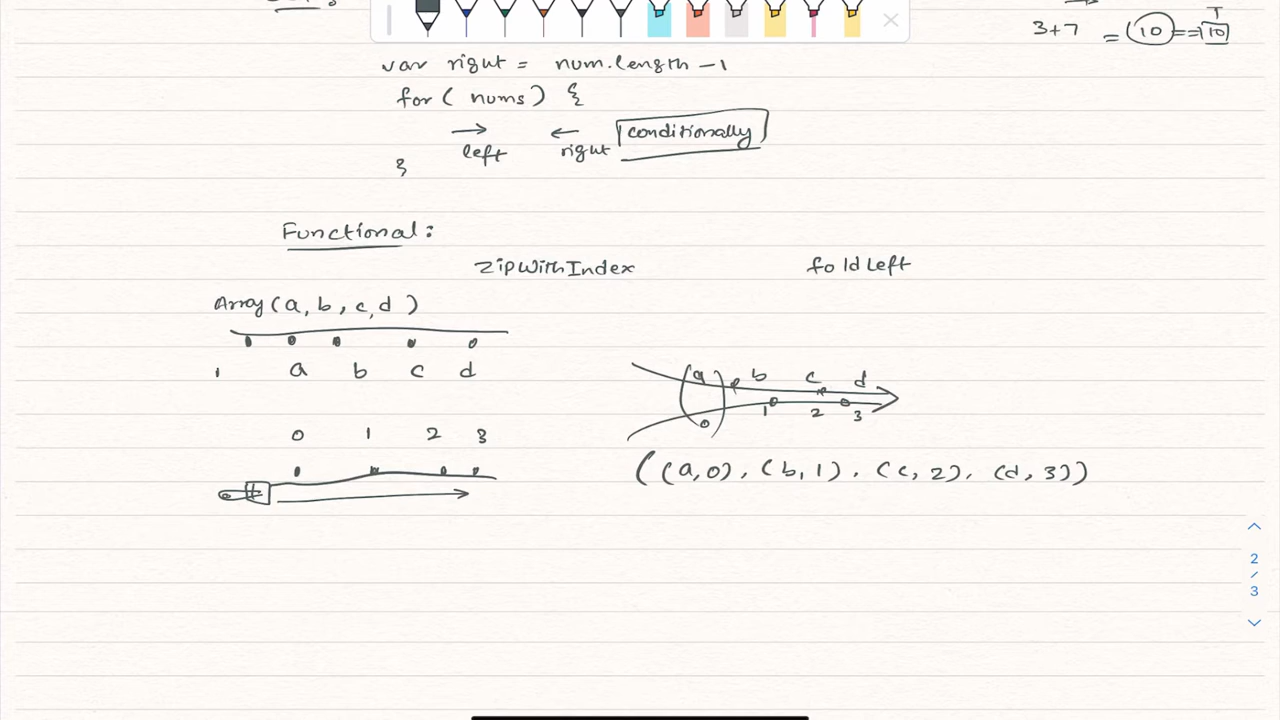 3+7 = 10 == 10
T
var right = num.length -1
for ( nums ) {
left right conditionally
}
Functional:
ZipWithIndex foldLeft
Array(a, b, c, d)
a b c d
0 1 2 3
a b c d
0 1 2 3
((a,0), (b,1), (c,2), (d,3))
2
/
3